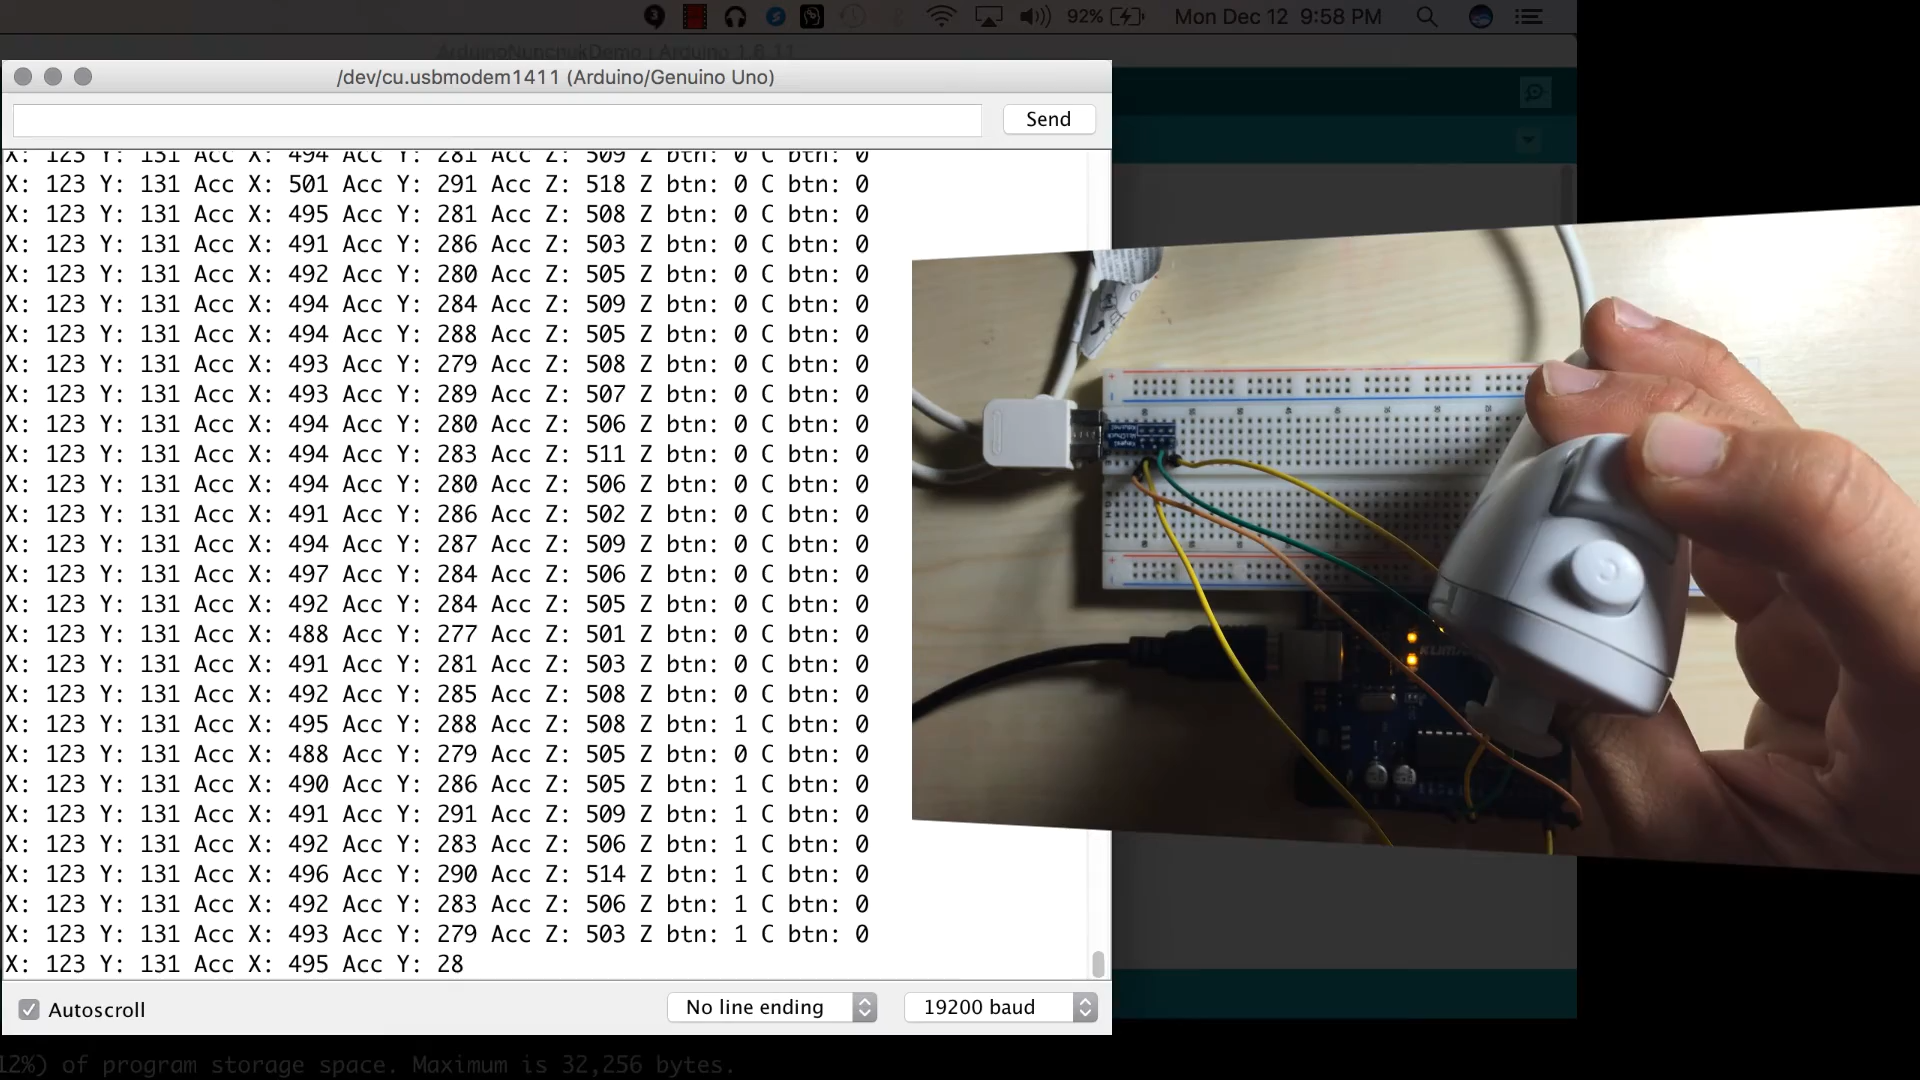 3 92% Mon Dec 12 9:58 PM
ArduinoNunchukDemo | Arduino 1.6.11
/dev/cu.usbmodem1411 (Arduino/Genuino Uno)
Send
X: 123 Y: 131 Acc X: 494 Acc Y: 281 Acc Z: 509 Z btn: 0 C btn: 0
X: 123 Y: 131 Acc X: 501 Acc Y: 291 Acc Z: 518 Z btn: 0 C btn: 0
X: 123 Y: 131 Acc X: 495 Acc Y: 281 Acc Z: 508 Z btn: 0 C btn: 0
X: 123 Y: 131 Acc X: 491 Acc Y: 286 Acc Z: 503 Z btn: 0 C btn: 0
X: 123 Y: 131 Acc X: 492 Acc Y: 280 Acc Z: 505 Z btn: 0 C btn: 0
X: 123 Y: 131 Acc X: 494 Acc Y: 284 Acc Z: 509 Z btn: 0 C btn: 0
X: 123 Y: 131 Acc X: 494 Acc Y: 288 Acc Z: 505 Z btn: 0 C btn: 0
X: 123 Y: 131 Acc X: 493 Acc Y: 279 Acc Z: 508 Z btn: 0 C btn: 0
X: 123 Y: 131 Acc X: 493 Acc Y: 289 Acc Z: 507 Z btn: 0 C btn: 0
X: 123 Y: 131 Acc X: 494 Acc Y: 280 Acc Z: 506 Z btn: 0 C btn: 0
X: 123 Y: 131 Acc X: 494 Acc Y: 283 Acc Z: 511 Z btn: 0 C btn: 0
X: 123 Y: 131 Acc X: 494 Acc Y: 280 Acc Z: 506 Z btn: 0 C btn: 0
X: 123 Y: 131 Acc X: 491 Acc Y: 286 Acc Z: 502 Z btn: 0 C btn: 0
X: 123 Y: 131 Acc X: 494 Acc Y: 287 Acc Z: 509 Z btn: 0 C btn: 0
X: 123 Y: 131 Acc X: 497 Acc Y: 284 Acc Z: 506 Z btn: 0 C btn: 0
X: 123 Y: 131 Acc X: 492 Acc Y: 284 Acc Z: 505 Z btn: 0 C btn: 0
X: 123 Y: 131 Acc X: 488 Acc Y: 277 Acc Z: 501 Z btn: 0 C btn: 0
X: 123 Y: 131 Acc X: 491 Acc Y: 281 Acc Z: 503 Z btn: 0 C btn: 0
X: 123 Y: 131 Acc X: 492 Acc Y: 285 Acc Z: 508 Z btn: 0 C btn: 0
X: 123 Y: 131 Acc X: 495 Acc Y: 288 Acc Z: 508 Z btn: 1 C btn: 0
X: 123 Y: 131 Acc X: 488 Acc Y: 279 Acc Z: 505 Z btn: 0 C btn: 0
X: 123 Y: 131 Acc X: 490 Acc Y: 286 Acc Z: 505 Z btn: 1 C btn: 0
X: 123 Y: 131 Acc X: 491 Acc Y: 291 Acc Z: 509 Z btn: 1 C btn: 0
X: 123 Y: 131 Acc X: 492 Acc Y: 283 Acc Z: 506 Z btn: 1 C btn: 0
X: 123 Y: 131 Acc X: 496 Acc Y: 290 Acc Z: 514 Z btn: 1 C btn: 0
X: 123 Y: 131 Acc X: 492 Acc Y: 283 Acc Z: 506 Z btn: 1 C btn: 0
X: 123 Y: 131 Acc X: 493 Acc Y: 279 Acc Z: 503 Z btn: 1 C btn: 0
X: 123 Y: 131 Acc X: 495 Acc Y: 28
Autoscroll
No line ending
19200 baud
12%) of program storage space. Maximum is 32,256 bytes.